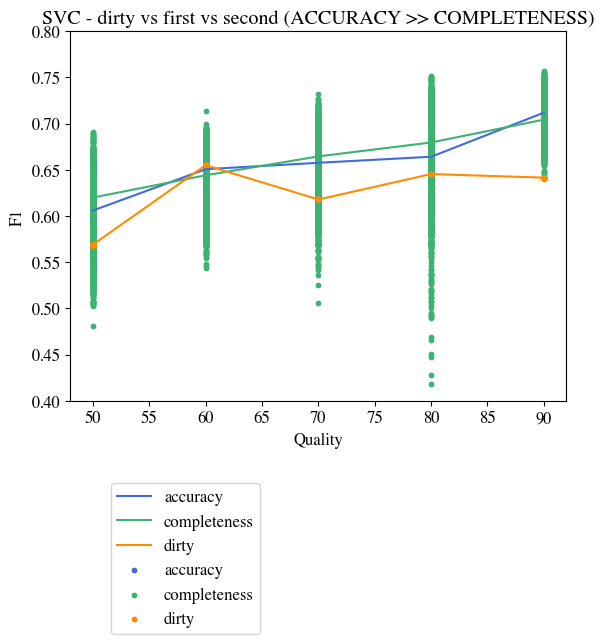 SVC - dirty vs first vs second (ACCURACY >> COMPLETENESS)
0.80
0.75
0.70
0.65
0.60
0.55
0.50
0.45
0.40
F1
50 55 60 65 70 75 80 85 90
Quality
accuracy
completeness
dirty
accuracy
completeness
dirty